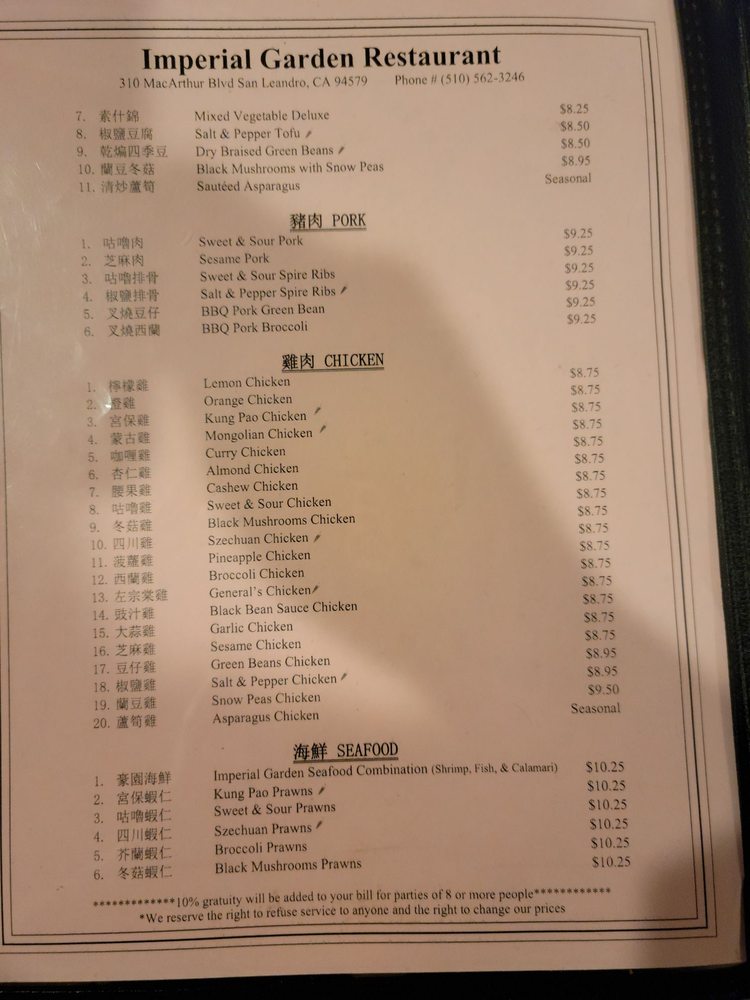 Imperial Garden Restaurant
310 MacArthur Blvd San Leandro, CA 94579 Phone # (510) 562-3246
7. 素什錦 Mixed Vegetable Deluxe $8.25
8. 椒鹽豆腐 Salt & Pepper Tofu $8.50
9. 乾煸四季豆 Dry Braised Green Beans $8.50
10. 蘭豆冬菇 Black Mushrooms with Snow Peas $8.95
11. 清炒蘆筍 Sautéed Asparagus Seasonal
豬肉 PORK
1. 咕嚕肉 Sweet & Sour Pork $9.25
2. 芝麻肉 Sesame Pork $9.25
3. 咕嚕排骨 Sweet & Sour Spire Ribs $9.25
4. 椒鹽排骨 Salt & Pepper Spire Ribs $9.25
5. 叉燒豆仔 BBQ Pork Green Bean $9.25
6. 叉燒西蘭 BBQ Pork Broccoli $9.25
雞肉 CHICKEN
1. 檸檬雞 Lemon Chicken $8.75
2. 橙雞 Orange Chicken $8.75
3. 宮保雞 Kung Pao Chicken $8.75
4. 蒙古雞 Mongolian Chicken $8.75
5. 咖喱雞 Curry Chicken $8.75
6. 杏仁雞 Almond Chicken $8.75
7. 腰果雞 Cashew Chicken $8.75
8. 咕嚕雞 Sweet & Sour Chicken $8.75
9. 冬菇雞 Black Mushrooms Chicken $8.75
10. 四川雞 Szechuan Chicken $8.75
11. 菠蘿雞 Pineapple Chicken $8.75
12. 西蘭雞 Broccoli Chicken $8.75
13. 左宗棠雞 General's Chicken $8.75
14. 豉汁雞 Black Bean Sauce Chicken $8.75
15. 大蒜雞 Garlic Chicken $8.75
16. 芝麻雞 Sesame Chicken $8.75
17. 豆仔雞 Green Beans Chicken $8.95
18. 椒鹽雞 Salt & Pepper Chicken $8.95
19. 蘭豆雞 Snow Peas Chicken $9.50
20. 蘆筍雞 Asparagus Chicken Seasonal
海鮮 SEAFOOD
1. 豪園海鮮 Imperial Garden Seafood Combination (Shrimp, Fish, & Calamari) $10.25
2. 宮保蝦仁 Kung Pao Prawns $10.25
3. 咕嚕蝦仁 Sweet & Sour Prawns $10.25
4. 四川蝦仁 Szechuan Prawns $10.25
5. 芥蘭蝦仁 Broccoli Prawns $10.25
6. 冬菇蝦仁 Black Mushrooms Prawns $10.25
*************10% gratuity will be added to your bill for parties of 8 or more people************
*We reserve the right to refuse service to anyone and the right to change our prices